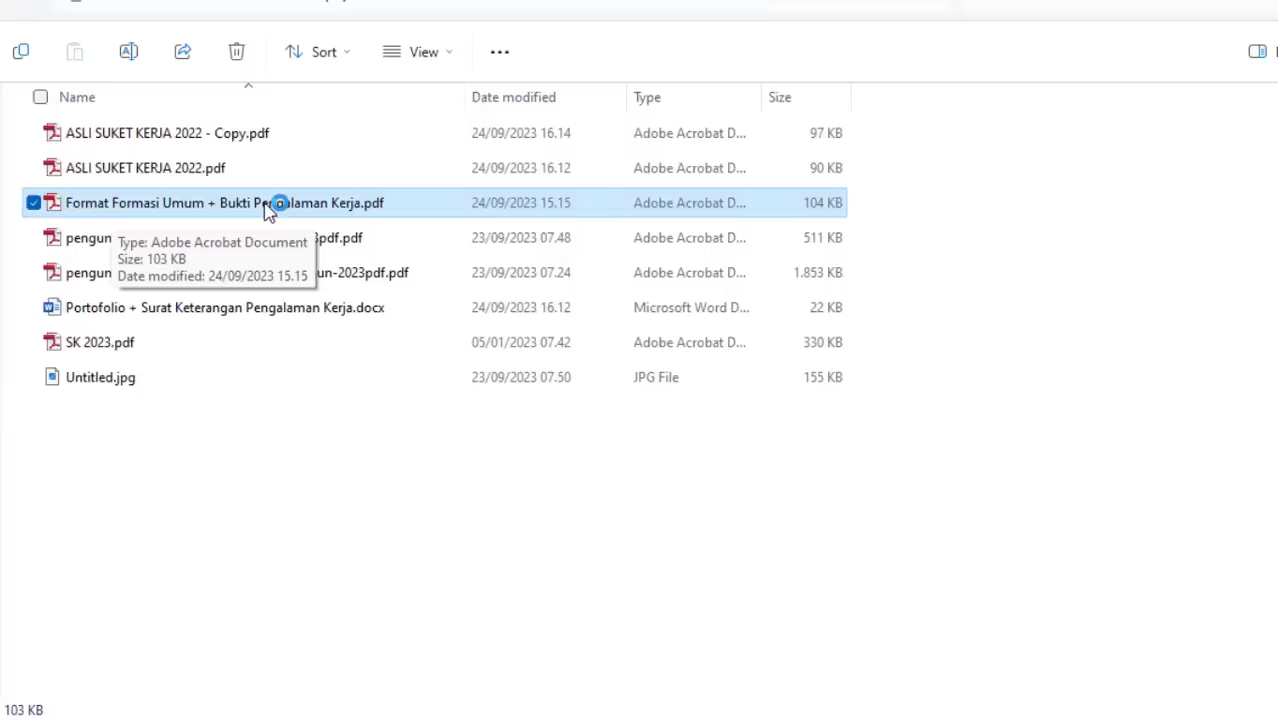 Sort
View
Name
Date modified
Type
Size
ASLI SUKET KERJA 2022 - Copy.pdf 24/09/2023 16.14 Adobe Acrobat D... 97 KB
ASLI SUKET KERJA 2022.pdf 24/09/2023 16.12 Adobe Acrobat D... 90 KB
Format Formasi Umum + Bukti Pengalaman Kerja.pdf 24/09/2023 15.15 Adobe Acrobat D... 104 KB
pengun 3pdf.pdf 23/09/2023 07.48 Adobe Acrobat D... 511 KB
pengun un-2023pdf.pdf 23/09/2023 07.24 Adobe Acrobat D... 1.853 KB
Type: Adobe Acrobat Document
Size: 103 KB
Date modified: 24/09/2023 15.15
Portofolio + Surat Keterangan Pengalaman Kerja.docx 24/09/2023 16.12 Microsoft Word D... 22 KB
SK 2023.pdf 05/01/2023 07.42 Adobe Acrobat D... 330 KB
Untitled.jpg 23/09/2023 07.50 JPG File 155 KB
103 KB